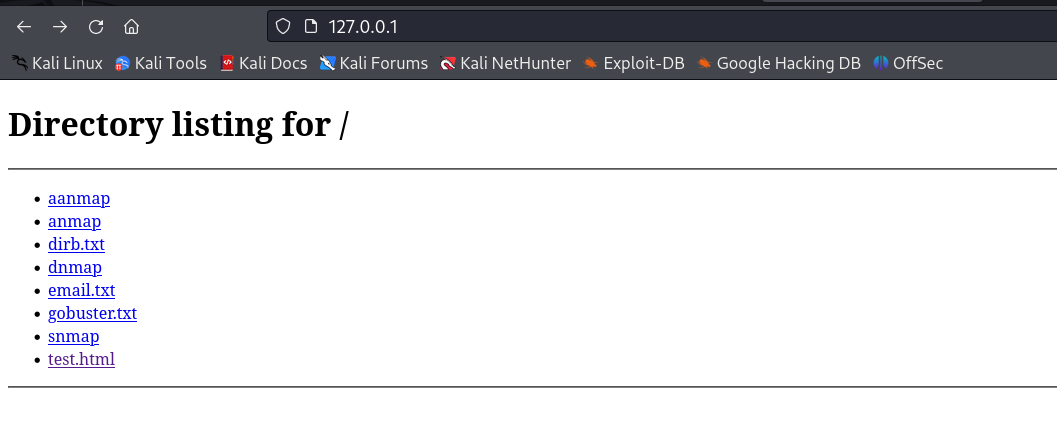 127.0.0.1
Kali Linux Kali Tools Kali Docs Kali Forums Kali NetHunter Exploit-DB Google Hacking DB OffSec
Directory listing for /
aanmap
anmap
dirb.txt
dnmap
email.txt
gobuster.txt
snmap
test.html